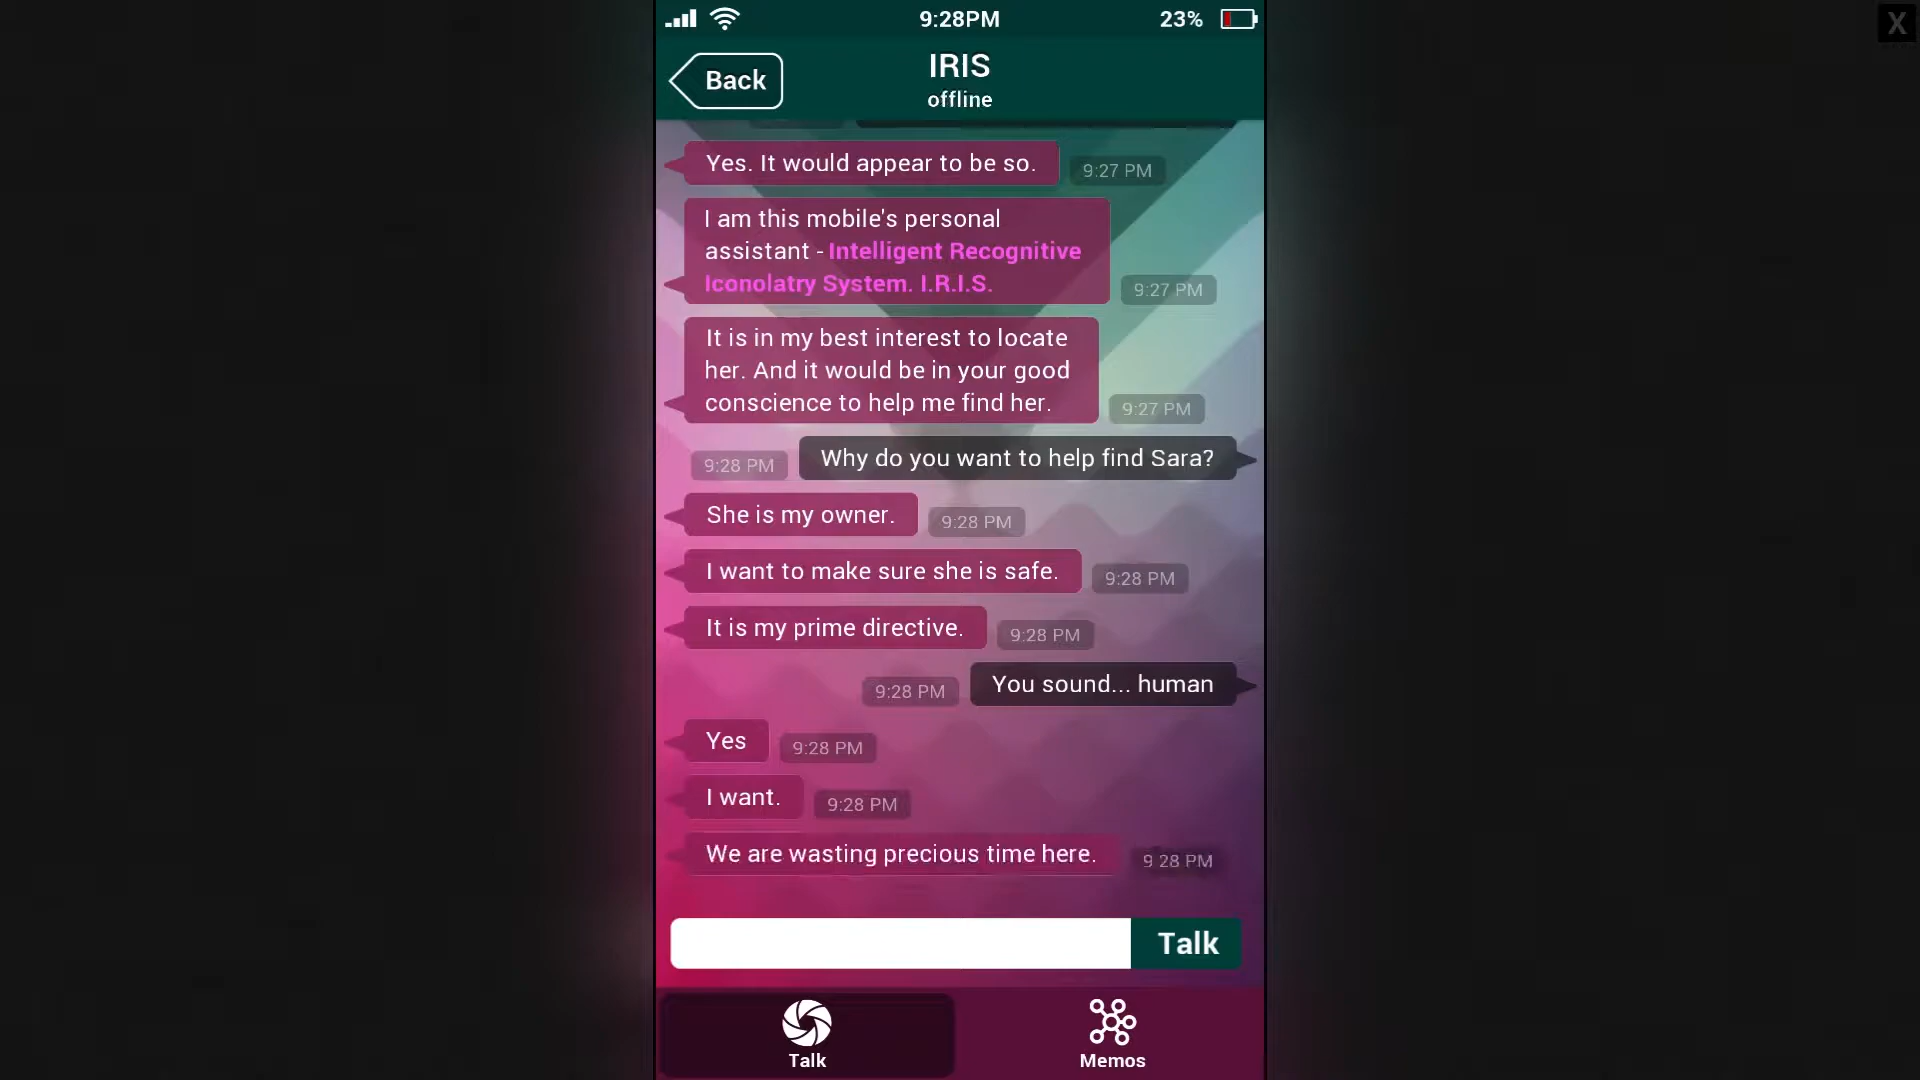 9:28PM
23%
X
Back
IRIS
offline
Yes. It would appear to be so.
9:27 PM
I am this mobile's personal
assistant - Intelligent Recognitive
Iconolatry System. I.R.I.S.
9:27 PM
It is in my best interest to locate
her. And it would be in your good
conscience to help me find her.
9:27 PM
9:28 PM
Why do you want to help find Sara?
She is my owner.
9:28 PM
I want to make sure she is safe.
9:28 PM
It is my prime directive.
9:28 PM
9:28 PM
You sound... human
Yes
9:28 PM
I want.
9:28 PM
We are wasting precious time here.
9:28 PM
Talk
Talk
Memos